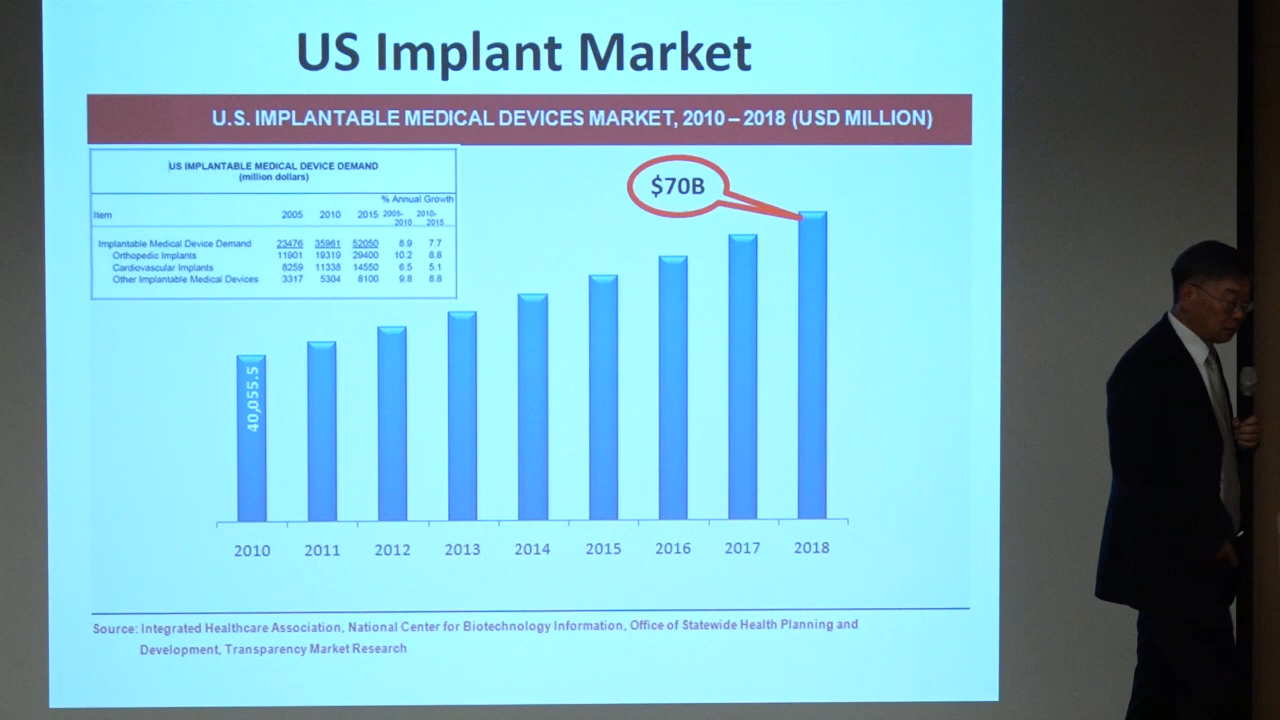 US Implant Market
U.S. IMPLANTABLE MEDICAL DEVICES MARKET, 2010 – 2018 (USD MILLION)
US IMPLANTABLE MEDICAL DEVICE DEMAND
(million dollars)
% Annual Growth
Item 2005 2010 2015 2005-2010 2010-2015
Implantable Medical Device Demand 23476 35961 52050 8.9 7.7
Orthopedic Implants 11901 19319 29400 10.2 8.8
Cardiovascular Implants 8259 11338 14550 6.5 5.1
Other Implantable Medical Devices 3317 5304 8100 9.8 8.8
$70B
40,055.5
2010 2011 2012 2013 2014 2015 2016 2017 2018
Source: Integrated Healthcare Association, National Center for Biotechnology Information, Office of Statewide Health Planning and
Development, Transparency Market Research